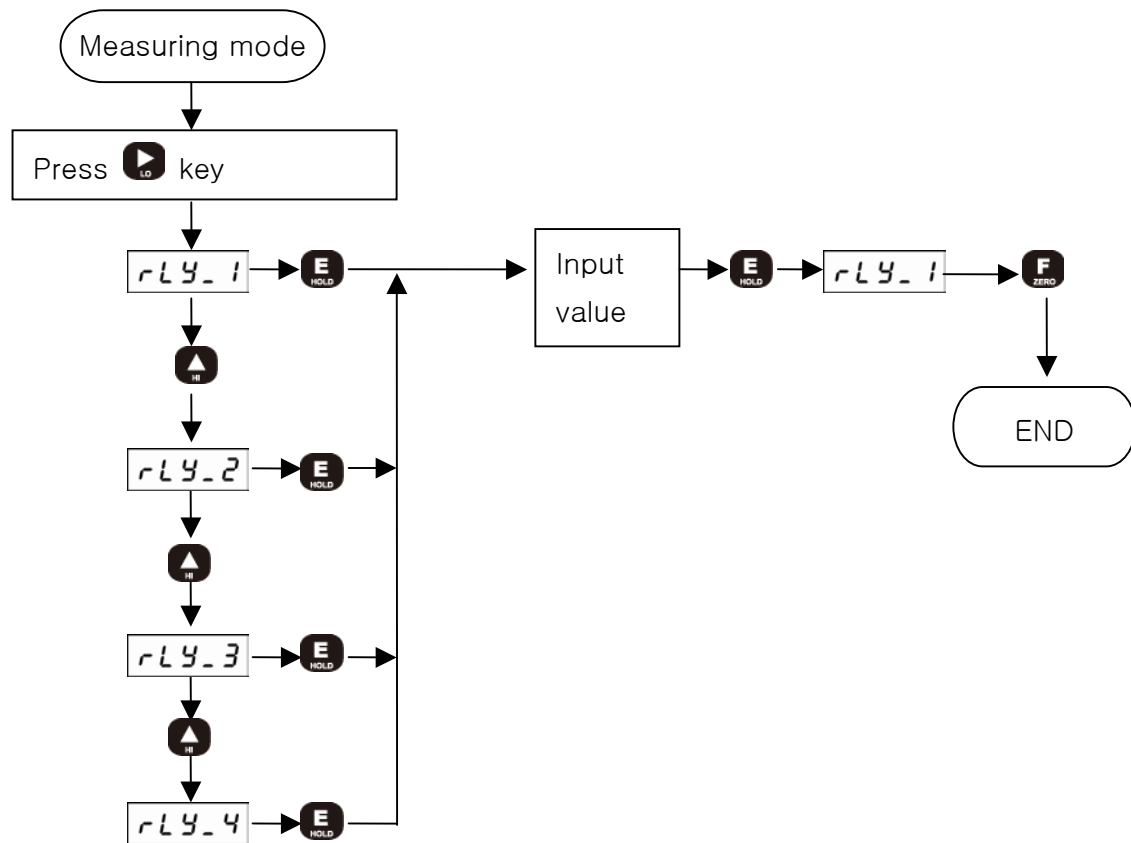 Measuring mode
Press LO key
rLY_1
E
HOLD
Input
value
E
HOLD
rLY_1
F
ZERO
HI
END
rLY_2
E
HOLD
HI
rLY_3
E
HOLD
HI
rLY_4
E
HOLD